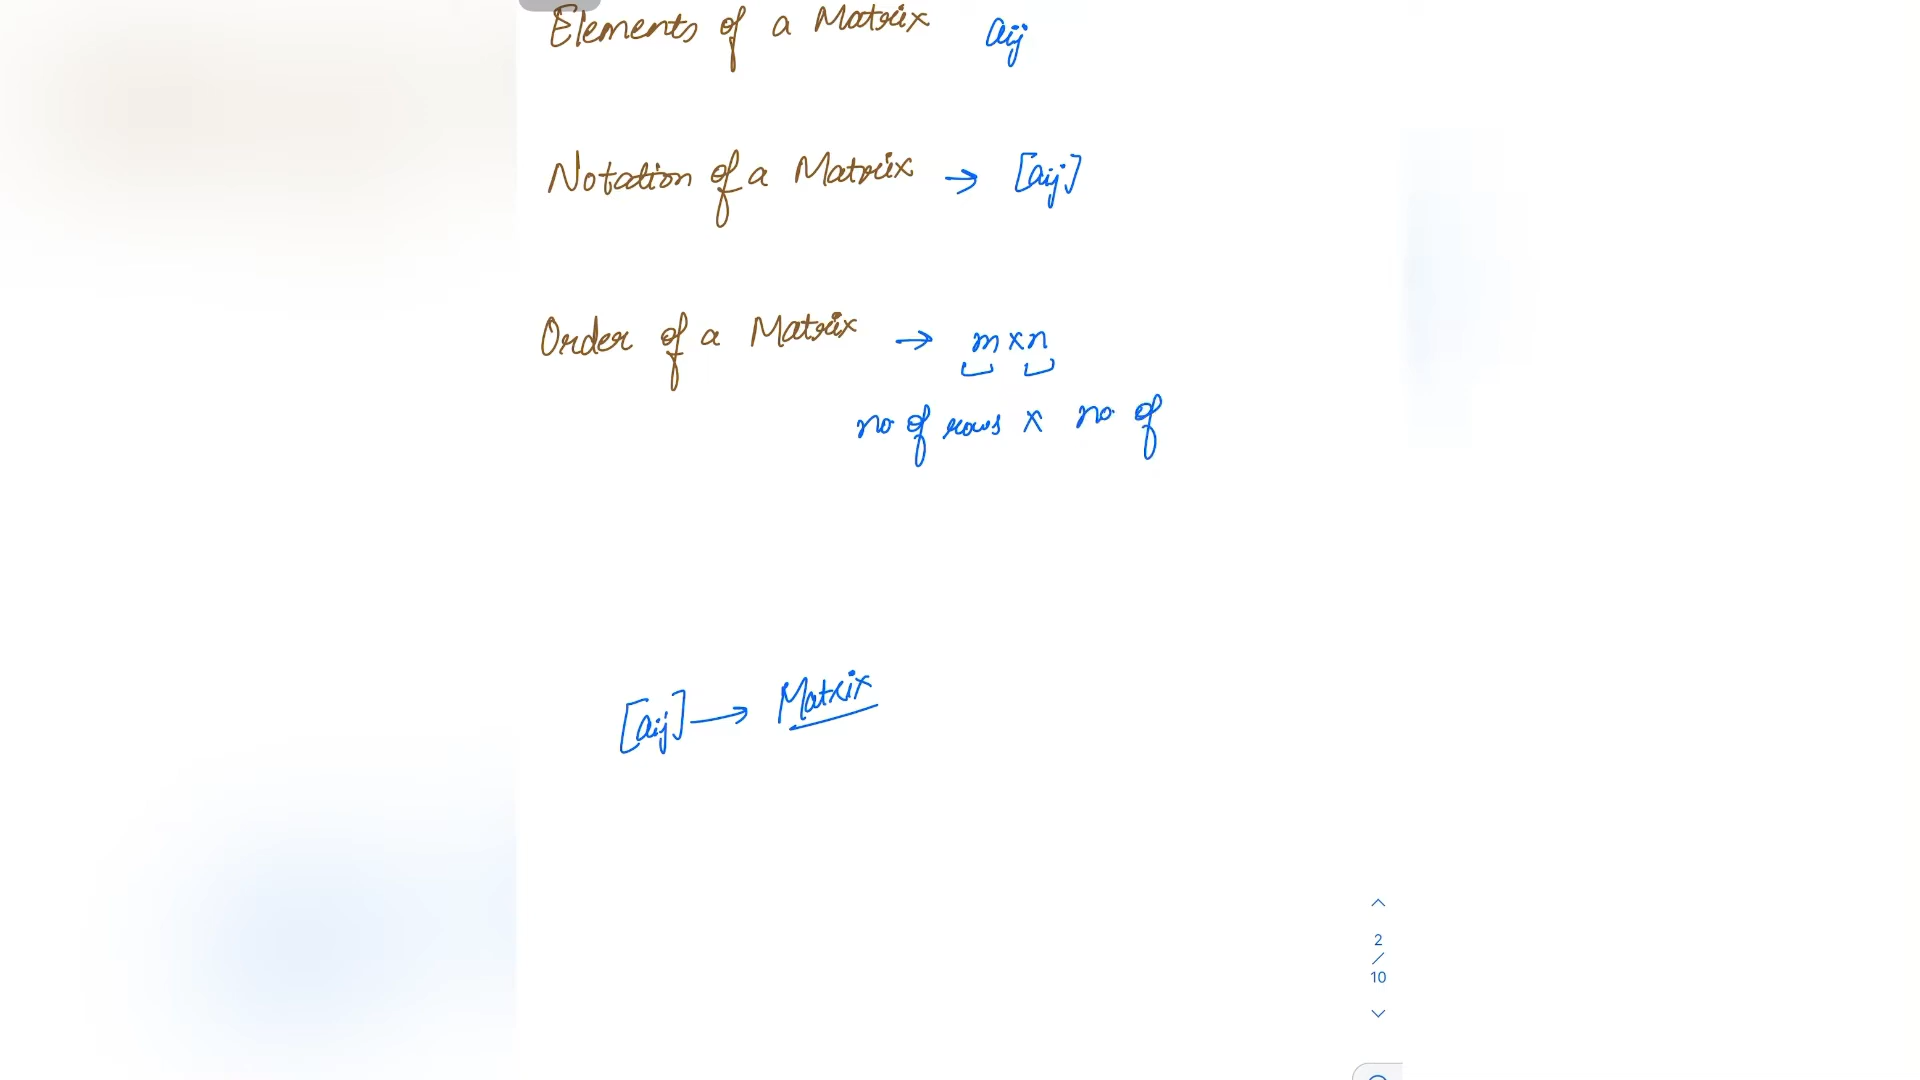 Elements of a Matrix aij
Notation of a Matrix → [aij]
Order of a Matrix → m x n
no. of rows x no. of
[aij] → Matrix
2
/
10